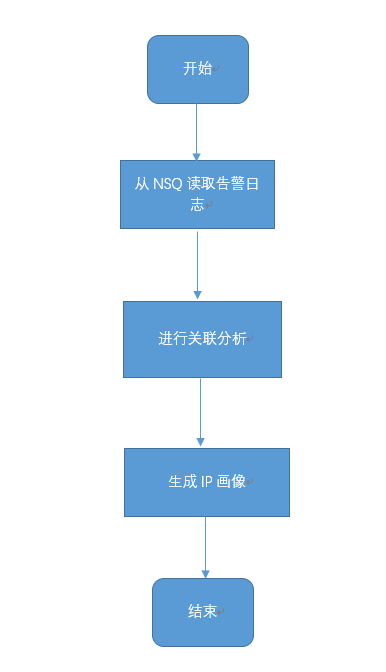 开始
从 NSQ 读取告警日
志
进行关联分析
生成 IP 画像
结束